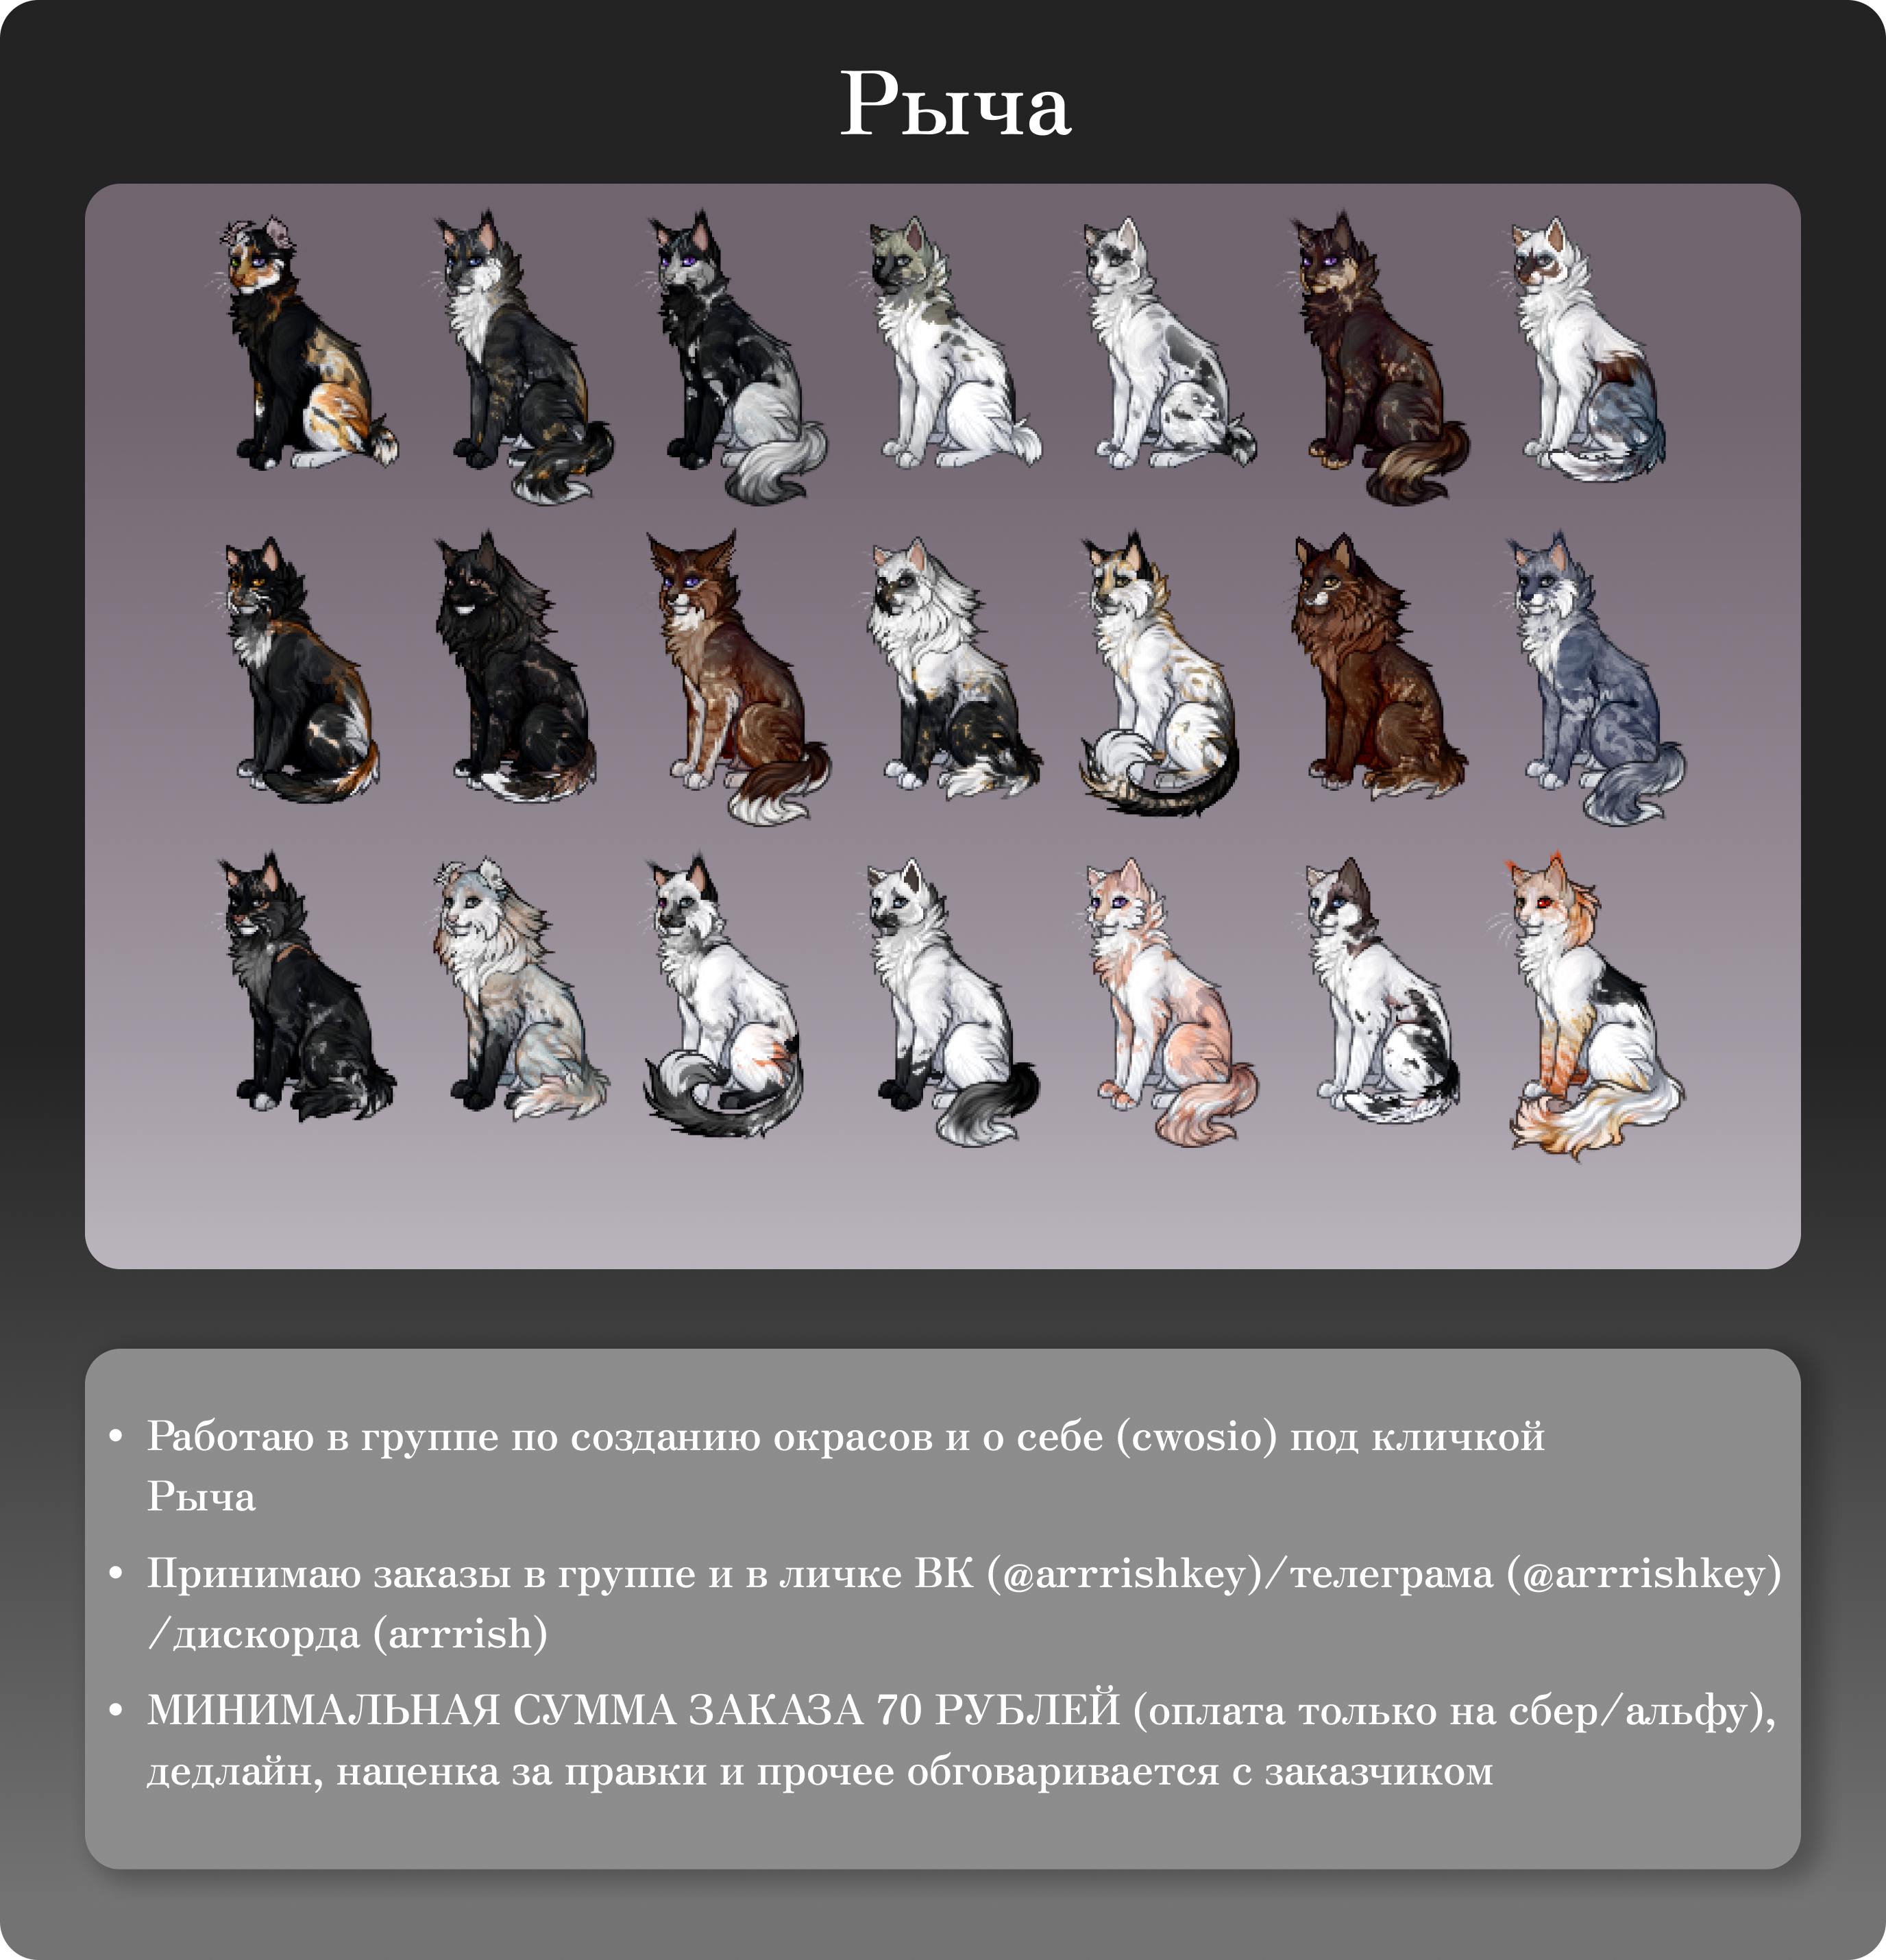 Рыча
• Работаю в группе по созданию окрасов и о себе (cwosio) под кличкой
Рыча
• Принимаю заказы в группе и в личке ВК (@arrrishkey)/телеграма (@arrrishkey)
/дискорда (arrrish)
• МИНИМАЛЬНАЯ СУММА ЗАКАЗА 70 РУБЛЕЙ (оплата только на сбер/альфу),
дедлайн, наценка за правки и прочее обговаривается с заказчиком